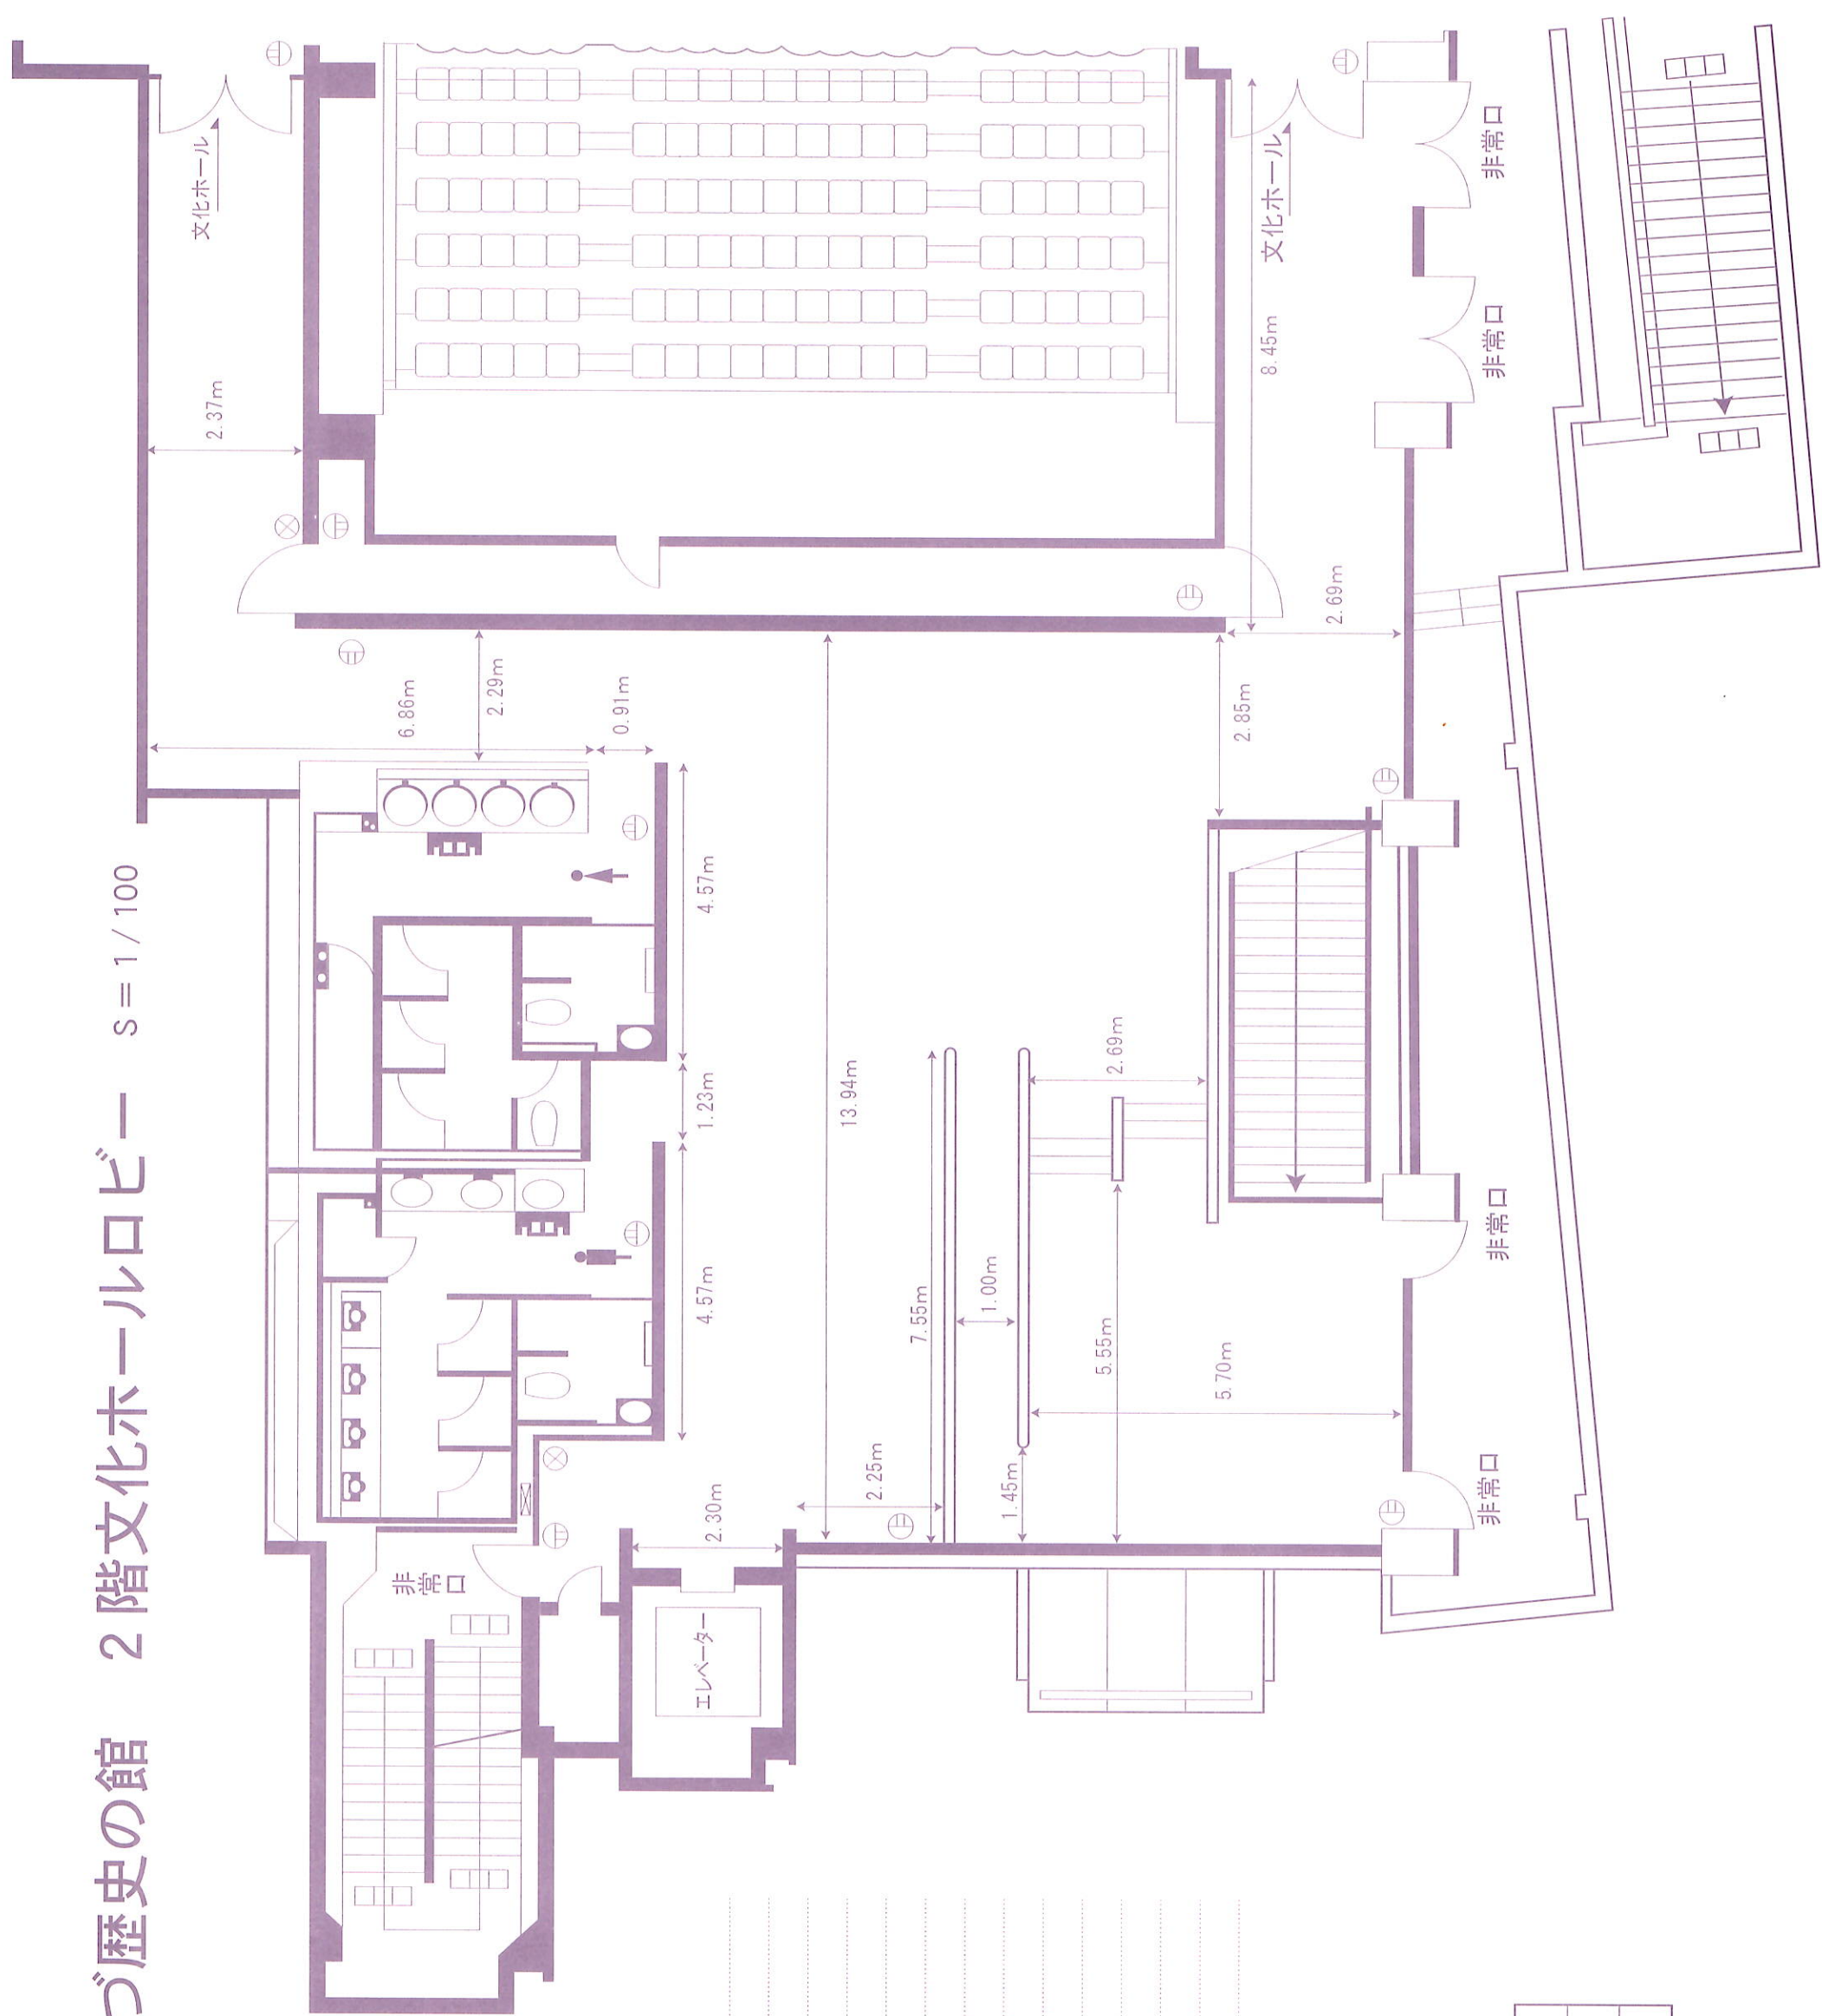 づ歴史の館 2階文化ホールロビー S=1/100
文化ホール
2.37m
6.86m
2.29m
0.91m
4.57m
1.23m
4.57m
13.94m
8.45m
文化ホール
2.69m
2.85m
非常口
非常口
2.69m
7.55m
1.00m
5.55m
5.70m
2.25m
1.45m
2.30m
非常口
エレベーター
非常口
非常口